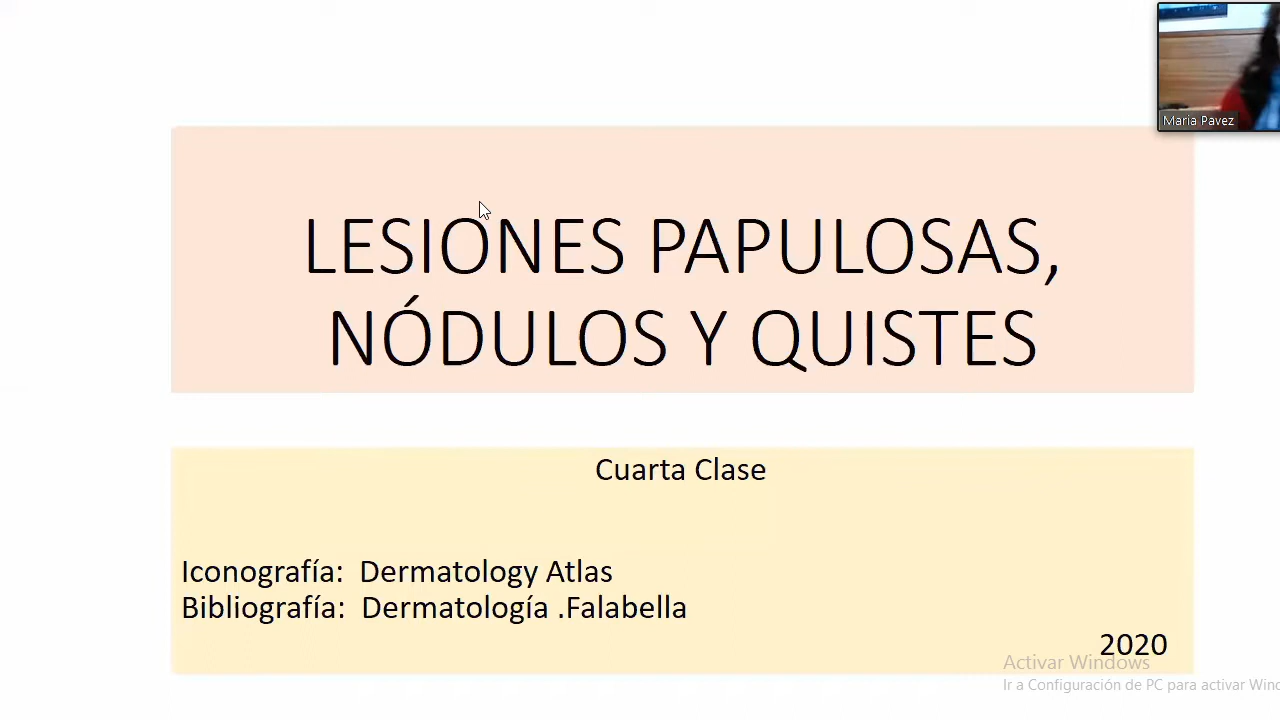 Maria Pavez
LESIONES PAPULOSAS,
NÓDULOS Y QUISTES
Cuarta Clase
Iconografía: Dermatology Atlas
Bibliografía: Dermatología .Falabella
2020
Activar Windows
Ir a Configuración de PC para activar Wind